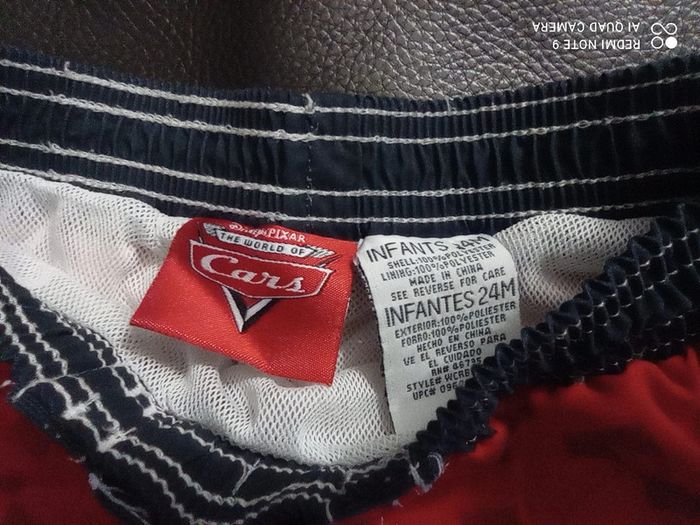 REDMI NOTE 9
AI QUAD CAMERA
Disney PIXAR
THE WORLD OF
Cars
INFANTS 24M
SHELL:100%POLYESTER
LINING:100%POLYESTER
MADE IN CHINA
SEE REVERSE FOR CARE
INFANTES 24M
EXTERIOR:100%POLIESTER
FORRO:100%POLIESTER
HECHO EN CHINA
VE EL REVERSO PARA
EL CUIDADO
STYLE# WCRB